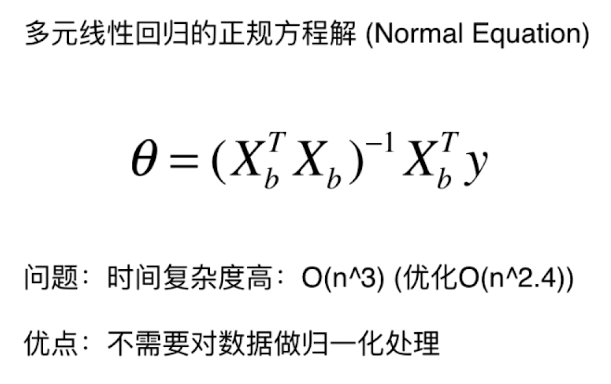 多元线性回归的正规方程解 (Normal Equation)
θ = (X_b^T X_b)^{-1} X_b^T y
问题：时间复杂度高：O(n^3) (优化O(n^2.4))
优点：不需要对数据做归一化处理